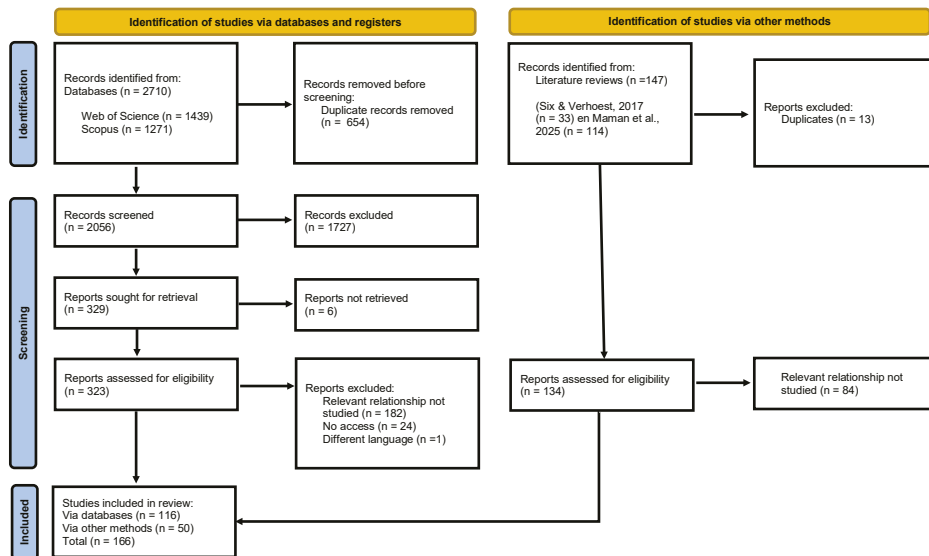 Identification of studies via databases and registers
Identification of studies via other methods
Identification
Records identified from:
Databases (n = 2710)
Web of Science (n = 1439)
Scopus (n = 1271)
Records removed before
screening:
Duplicate records removed
(n = 654)
Records identified from:
Literature reviews (n =147)
(Six & Verhoest, 2017
(n = 33) en Maman et al.,
2025 (n = 114)
Reports excluded:
Duplicates (n = 13)
Screening
Records screened
(n = 2056)
Records excluded
(n = 1727)
Reports sought for retrieval
(n = 329)
Reports not retrieved
(n = 6)
Reports assessed for eligibility
(n = 323)
Reports excluded:
Relevant relationship not
studied (n = 182)
No access (n = 24)
Different language (n =1)
Reports assessed for eligibility
(n = 134)
Relevant relationship not
studied (n = 84)
Included
Studies included in review:
Via databases (n = 116)
Via other methods (n = 50)
Total (n = 166)